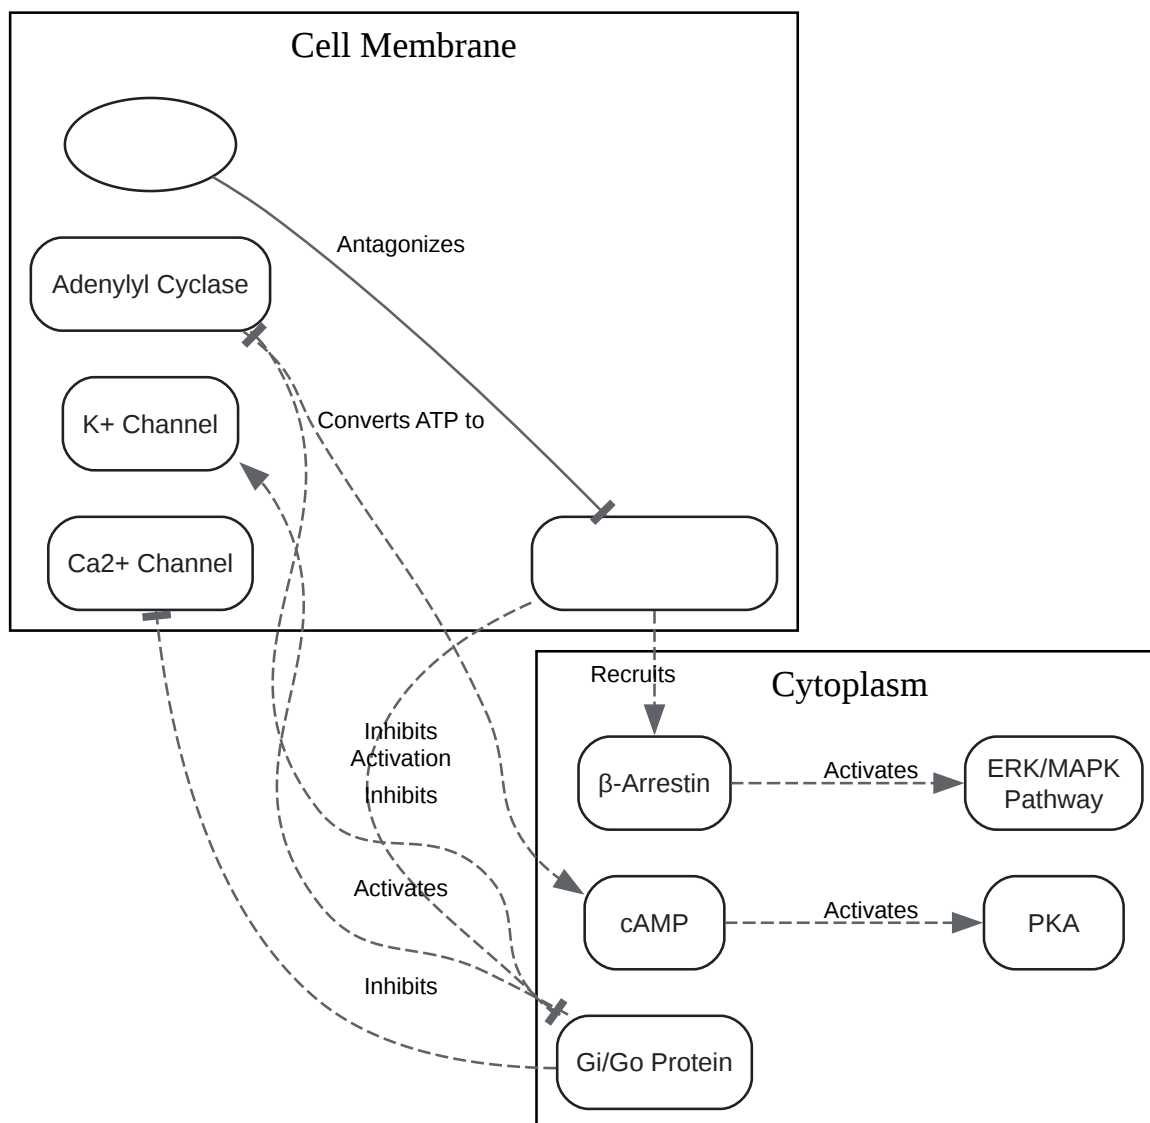 Cell Membrane
Antagonizes
Adenylyl Cyclase
K+ Channel
Converts ATP to
Ca2+ Channel
Recruits
Cytoplasm
Inhibits
Activation
Inhibits
β-Arrestin
Activates
ERK/MAPK
Pathway
Activates
cAMP
Activates
PKA
Inhibits
Gi/Go Protein